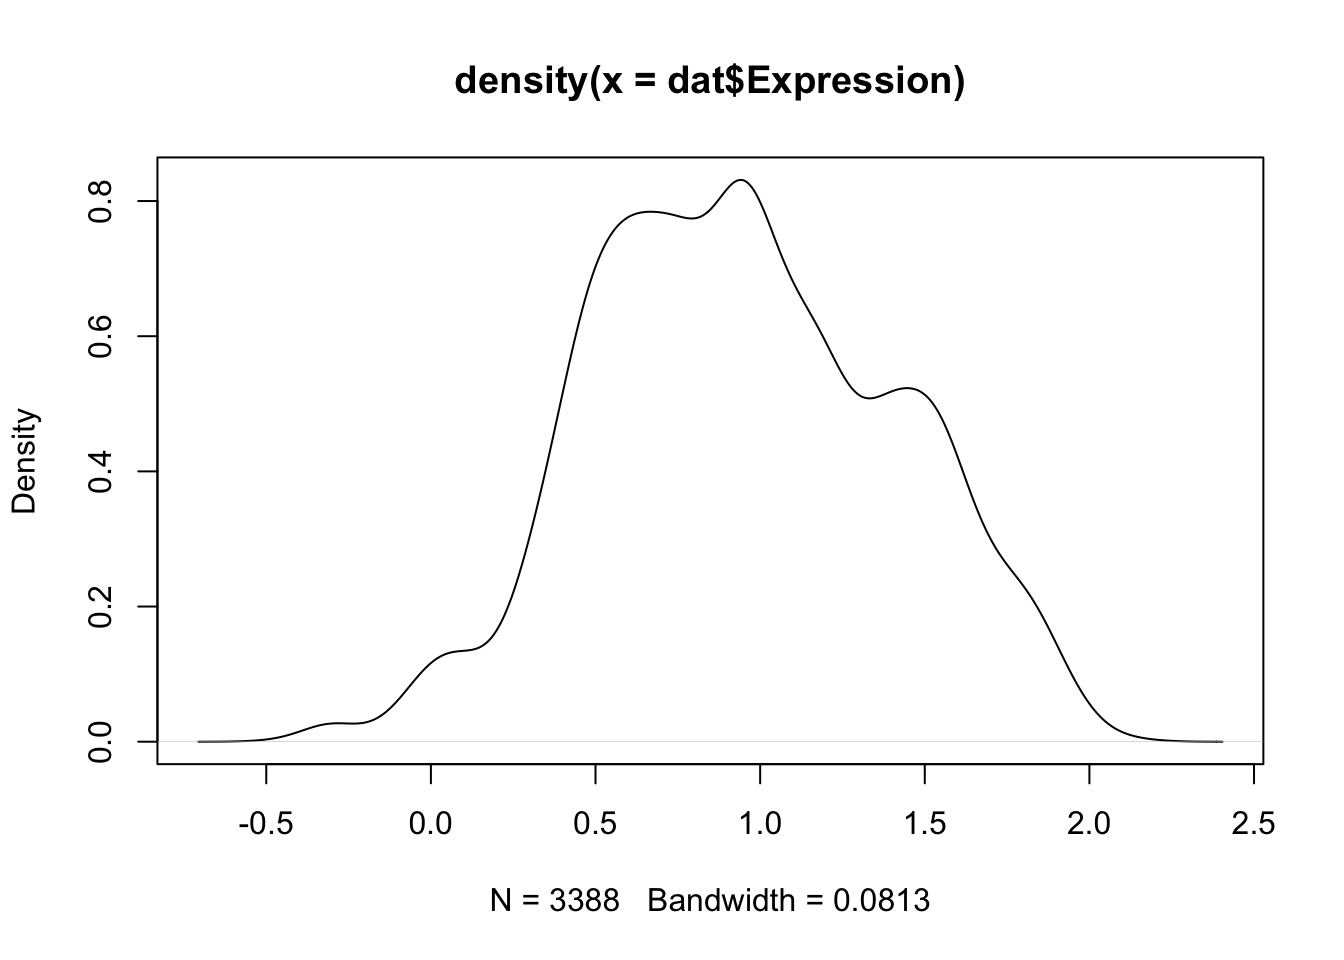 density(x = dat$Expression)
Density
0.8
0.6
0.4
0.2
0.0
-0.5 0.0 0.5 1.0 1.5 2.0 2.5
N = 3388 Bandwidth = 0.0813